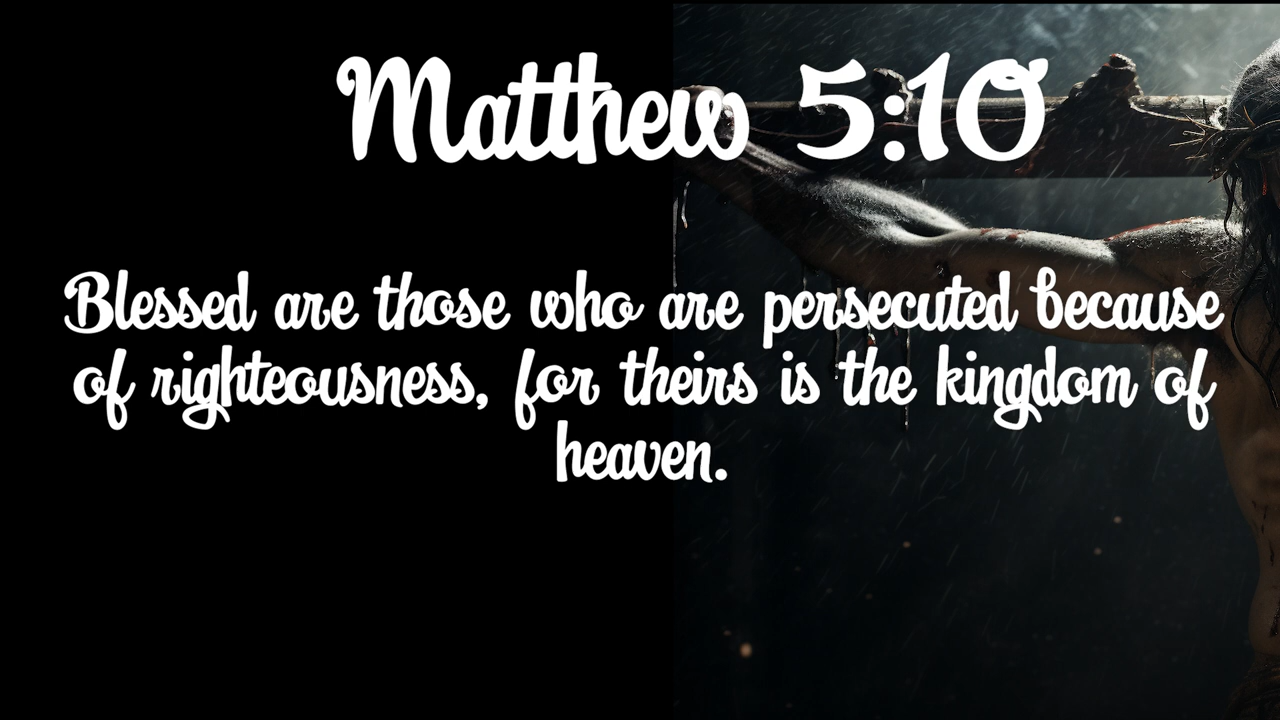 Matthew 5:10
Blessed are those who are persecuted because
of righteousness, for theirs is the kingdom of
heaven.